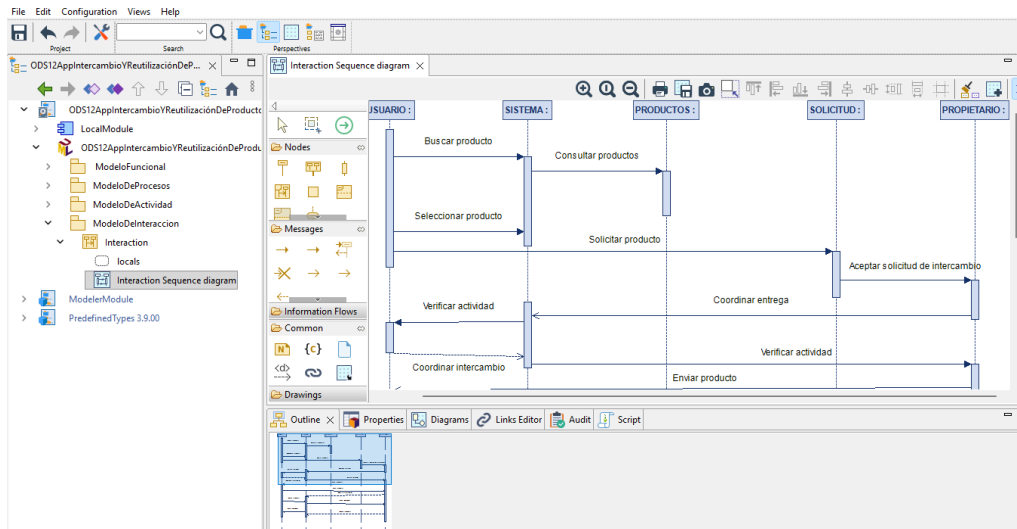 File Edit Configuration Views Help
Project Search Perspectives
ODS12AppIntercambioYReutilizaciónDeP...
Interaction Sequence diagram
ODS12AppIntercambioYReutilizaciónDeProducto
LocalModule
ODS12AppIntercambioYReutilizaciónDeProdu
ModeloFuncional
ModeloDeProcesos
ModeloDeActividad
ModeloDeInteraccion
Interaction
locals
Interaction Sequence diagram
ModelerModule
PredefinedTypes 3.9.00
Nodes
Messages
Information Flows
Common
N
{c}
<d>
Drawings
USUARIO :
SISTEMA :
PRODUCTOS :
SOLICITUD :
PROPIETARIO :
Buscar producto
Consultar productos
Seleccionar producto
Solicitar producto
Aceptar solicitud de intercambio
Coordinar entrega
Verificar actividad
Verificar actividad
Coordinar intercambio
Enviar producto
Outline Properties Diagrams Links Editor Audit Script